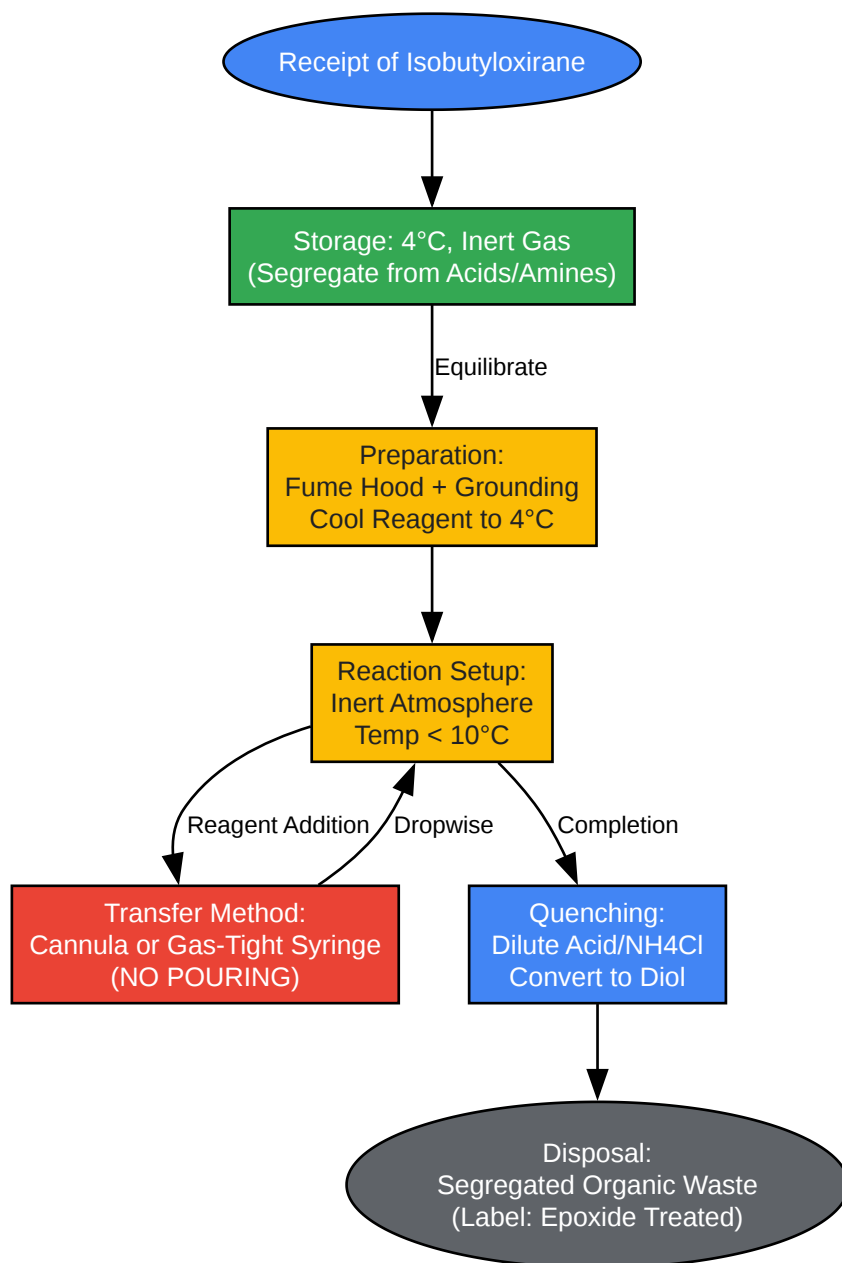 Receipt of Isobutyloxirane
Storage: 4°C, Inert Gas
(Segregate from Acids/Amines)
Equilibrate
Preparation:
Fume Hood + Grounding
Cool Reagent to 4°C
Reaction Setup:
Inert Atmosphere
Temp < 10°C
Reagent Addition
Dropwise
Completion
Transfer Method:
Cannula or Gas-Tight Syringe
(NO POURING)
Quenching:
Dilute Acid/NH4Cl
Convert to Diol
Disposal:
Segregated Organic Waste
(Label: Epoxide Treated)